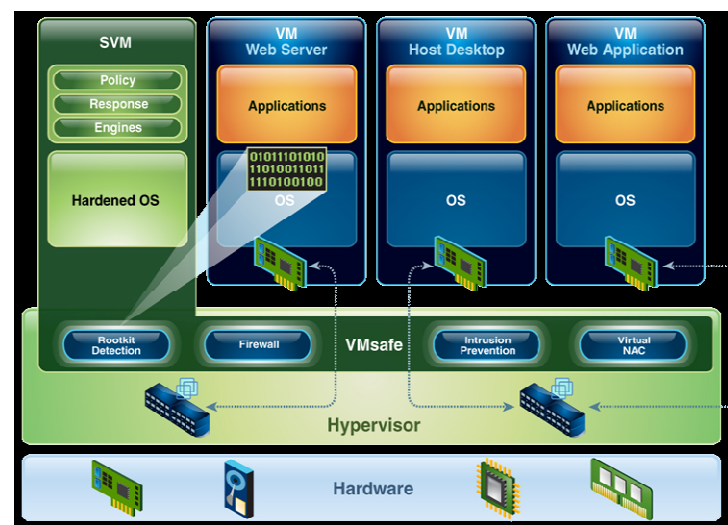 SVM
Policy
Response
Engines
Hardened OS
VM
Web Server
Applications
01011101010
11010011011
1110100100
OS
VM
Host Desktop
Applications
OS
VM
Web Application
Applications
OS
Rootkit
Detection
Firewall
VMsafe
Intrusion
Prevention
Virtual
NAC
Hypervisor
Hardware